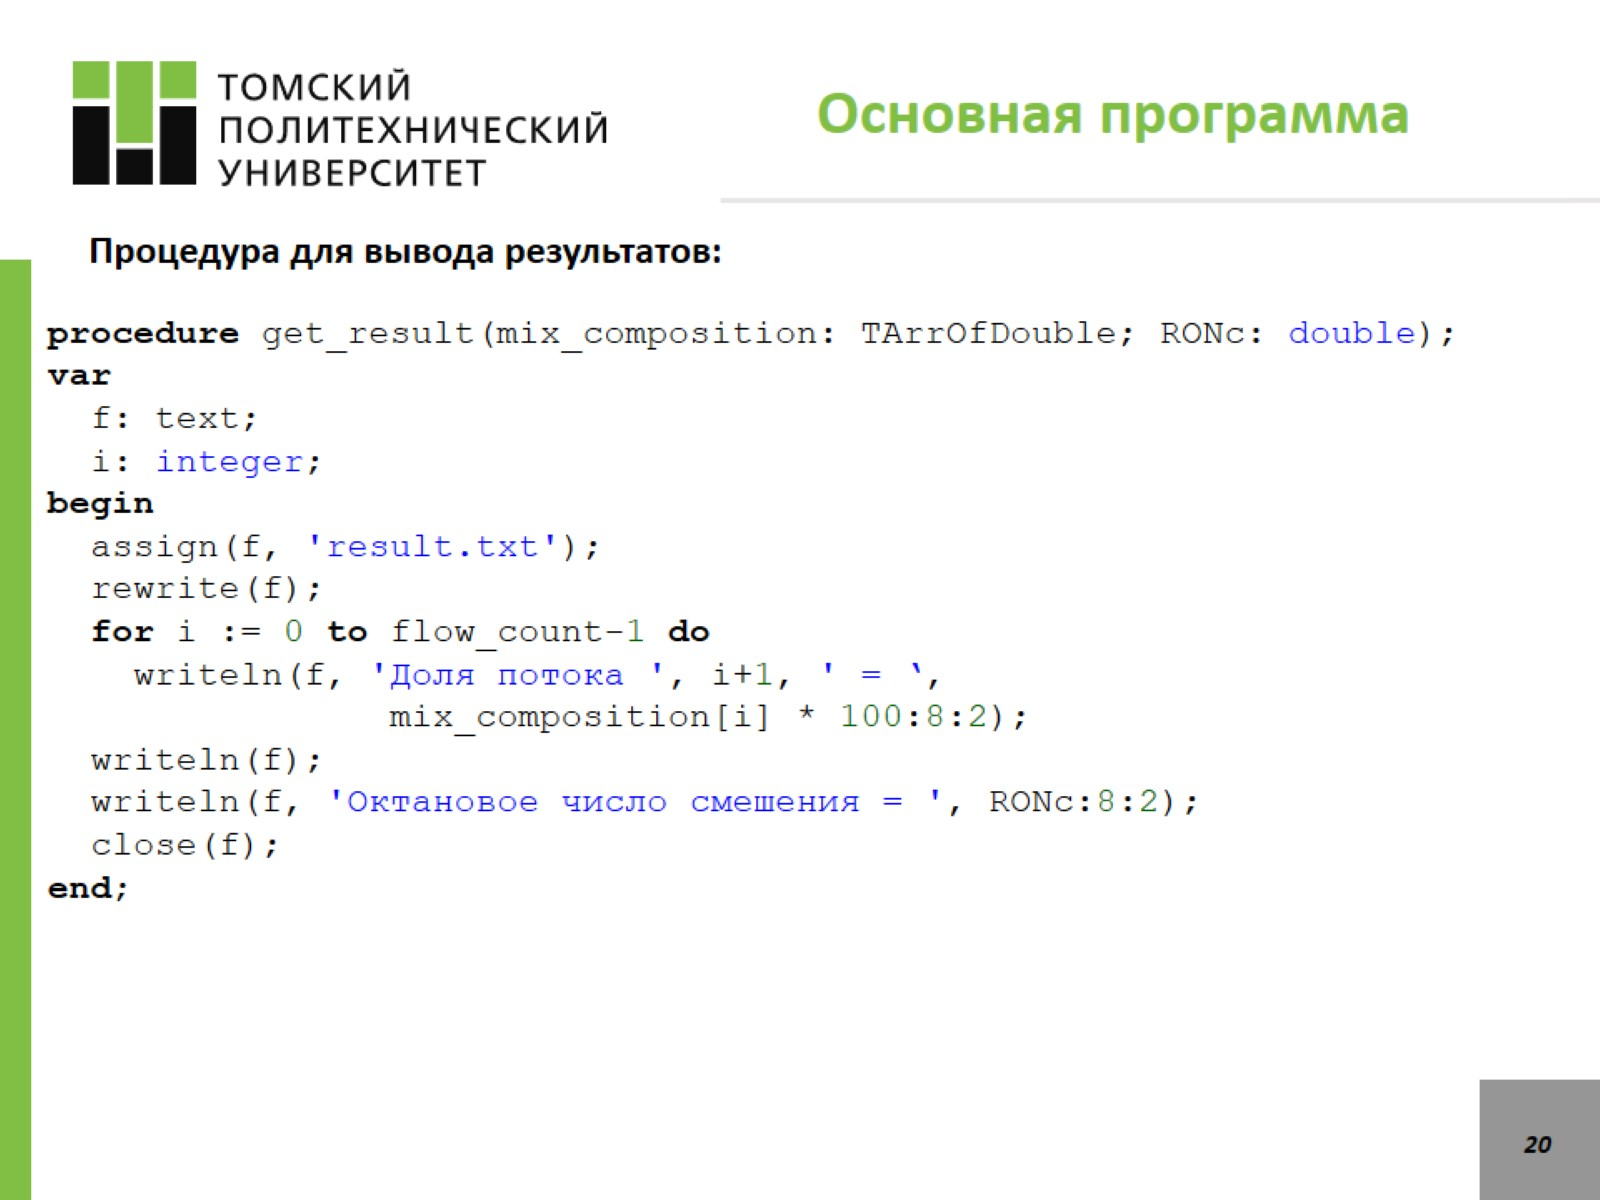 ТОМСКИЙ
ПОЛИТЕХНИЧЕСКИЙ
УНИВЕРСИТЕТ
Основная программа
Процедура для вывода результатов:
procedure get_result(mix_composition: TArrOfDouble; RONc: double);
var
  f: text;
  i: integer;
begin
  assign(f, 'result.txt');
  rewrite(f);
  for i := 0 to flow_count-1 do
    writeln(f, 'Доля потока ', i+1, ' = ‘,
                mix_composition[i] * 100:8:2);
  writeln(f);
  writeln(f, 'Октановое число смешения = ', RONc:8:2);
  close(f);
end;
20